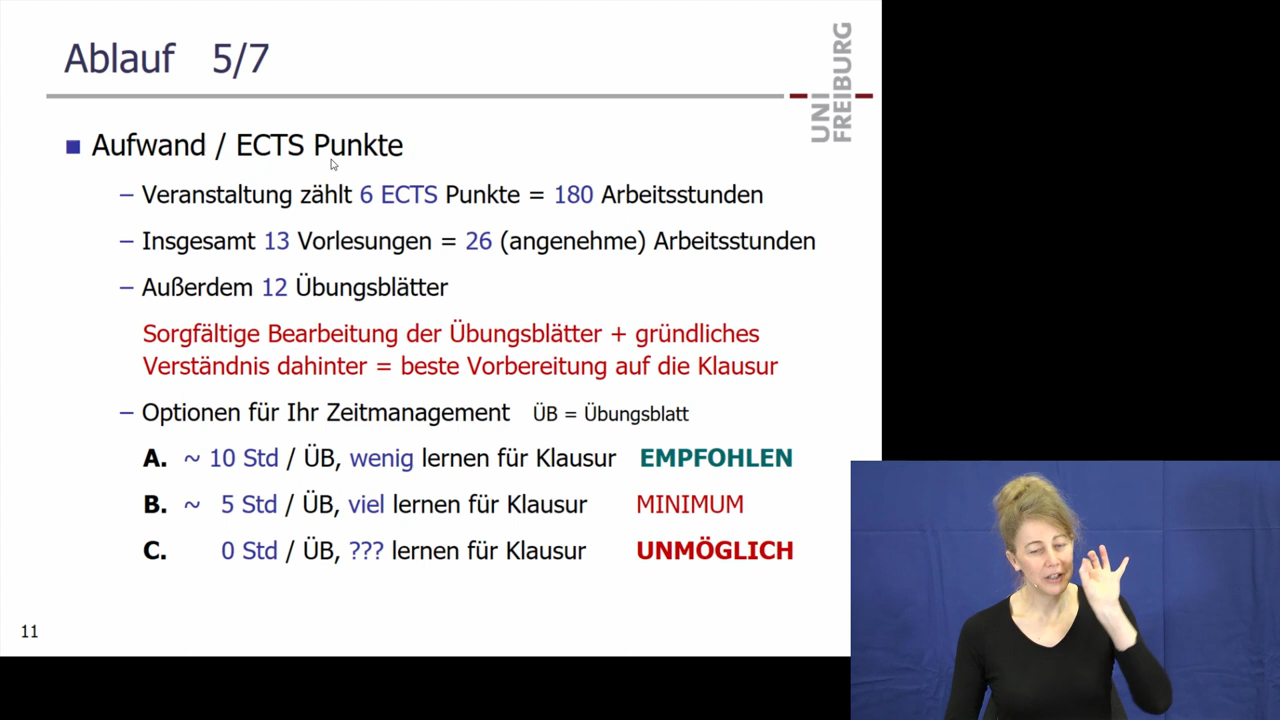 Ablauf 5/7
UNI
FREIBURG
■ Aufwand / ECTS Punkte
– Veranstaltung zählt 6 ECTS Punkte = 180 Arbeitsstunden
– Insgesamt 13 Vorlesungen = 26 (angenehme) Arbeitsstunden
– Außerdem 12 Übungsblätter
Sorgfältige Bearbeitung der Übungsblätter + gründliches
Verständnis dahinter = beste Vorbereitung auf die Klausur
– Optionen für Ihr Zeitmanagement ÜB = Übungsblatt
A. ~ 10 Std / ÜB, wenig lernen für Klausur EMPFOHLEN
B. ~ 5 Std / ÜB, viel lernen für Klausur MINIMUM
C. 0 Std / ÜB, ??? lernen für Klausur UNMÖGLICH
11